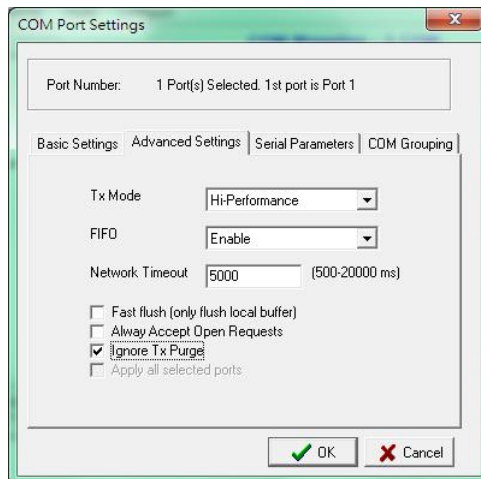 COM Port Settings
Port Number: 1 Port(s) Selected. 1st port is Port 1
Basic Settings Advanced Settings Serial Parameters COM Grouping
Tx Mode Hi-Performance
FIFO Enable
Network Timeout 5000 (500-20000 ms)
Fast flush (only flush local buffer)
Alway Accept Open Requests
Ignore Tx Purge
Apply all selected ports
OK Cancel